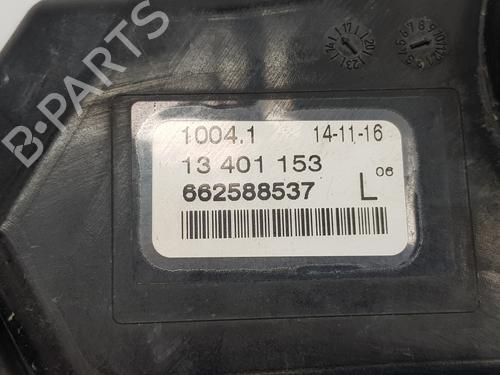 1004.1 14-11-16
13 401 153
662588537 L 06
B-PARTS